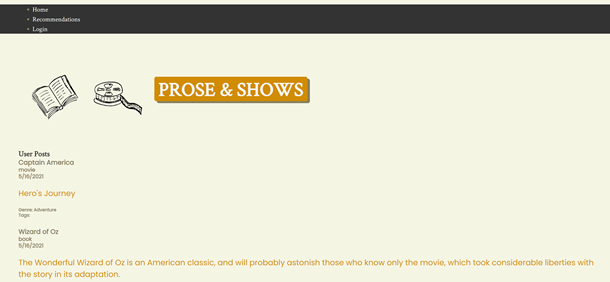 Home
Recommendations
Login
PROSE & SHOWS
User Posts
Captain America
movie
5/16/2021
Hero's Journey
Genre: Adventure
Tags:
Wizard of Oz
book
5/16/2021
The Wonderful Wizard of Oz is an American classic, and will probably astonish those who know only the movie, which took considerable liberties with
the story in its adaptation.